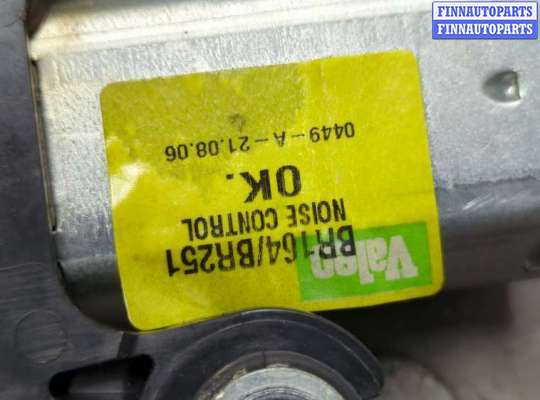 FINNAUTOPARTS
FINNAUTOPARTS
Valeo
BR164/BR251
NOISE CONTROL
OK.
0449-A-21.08.06